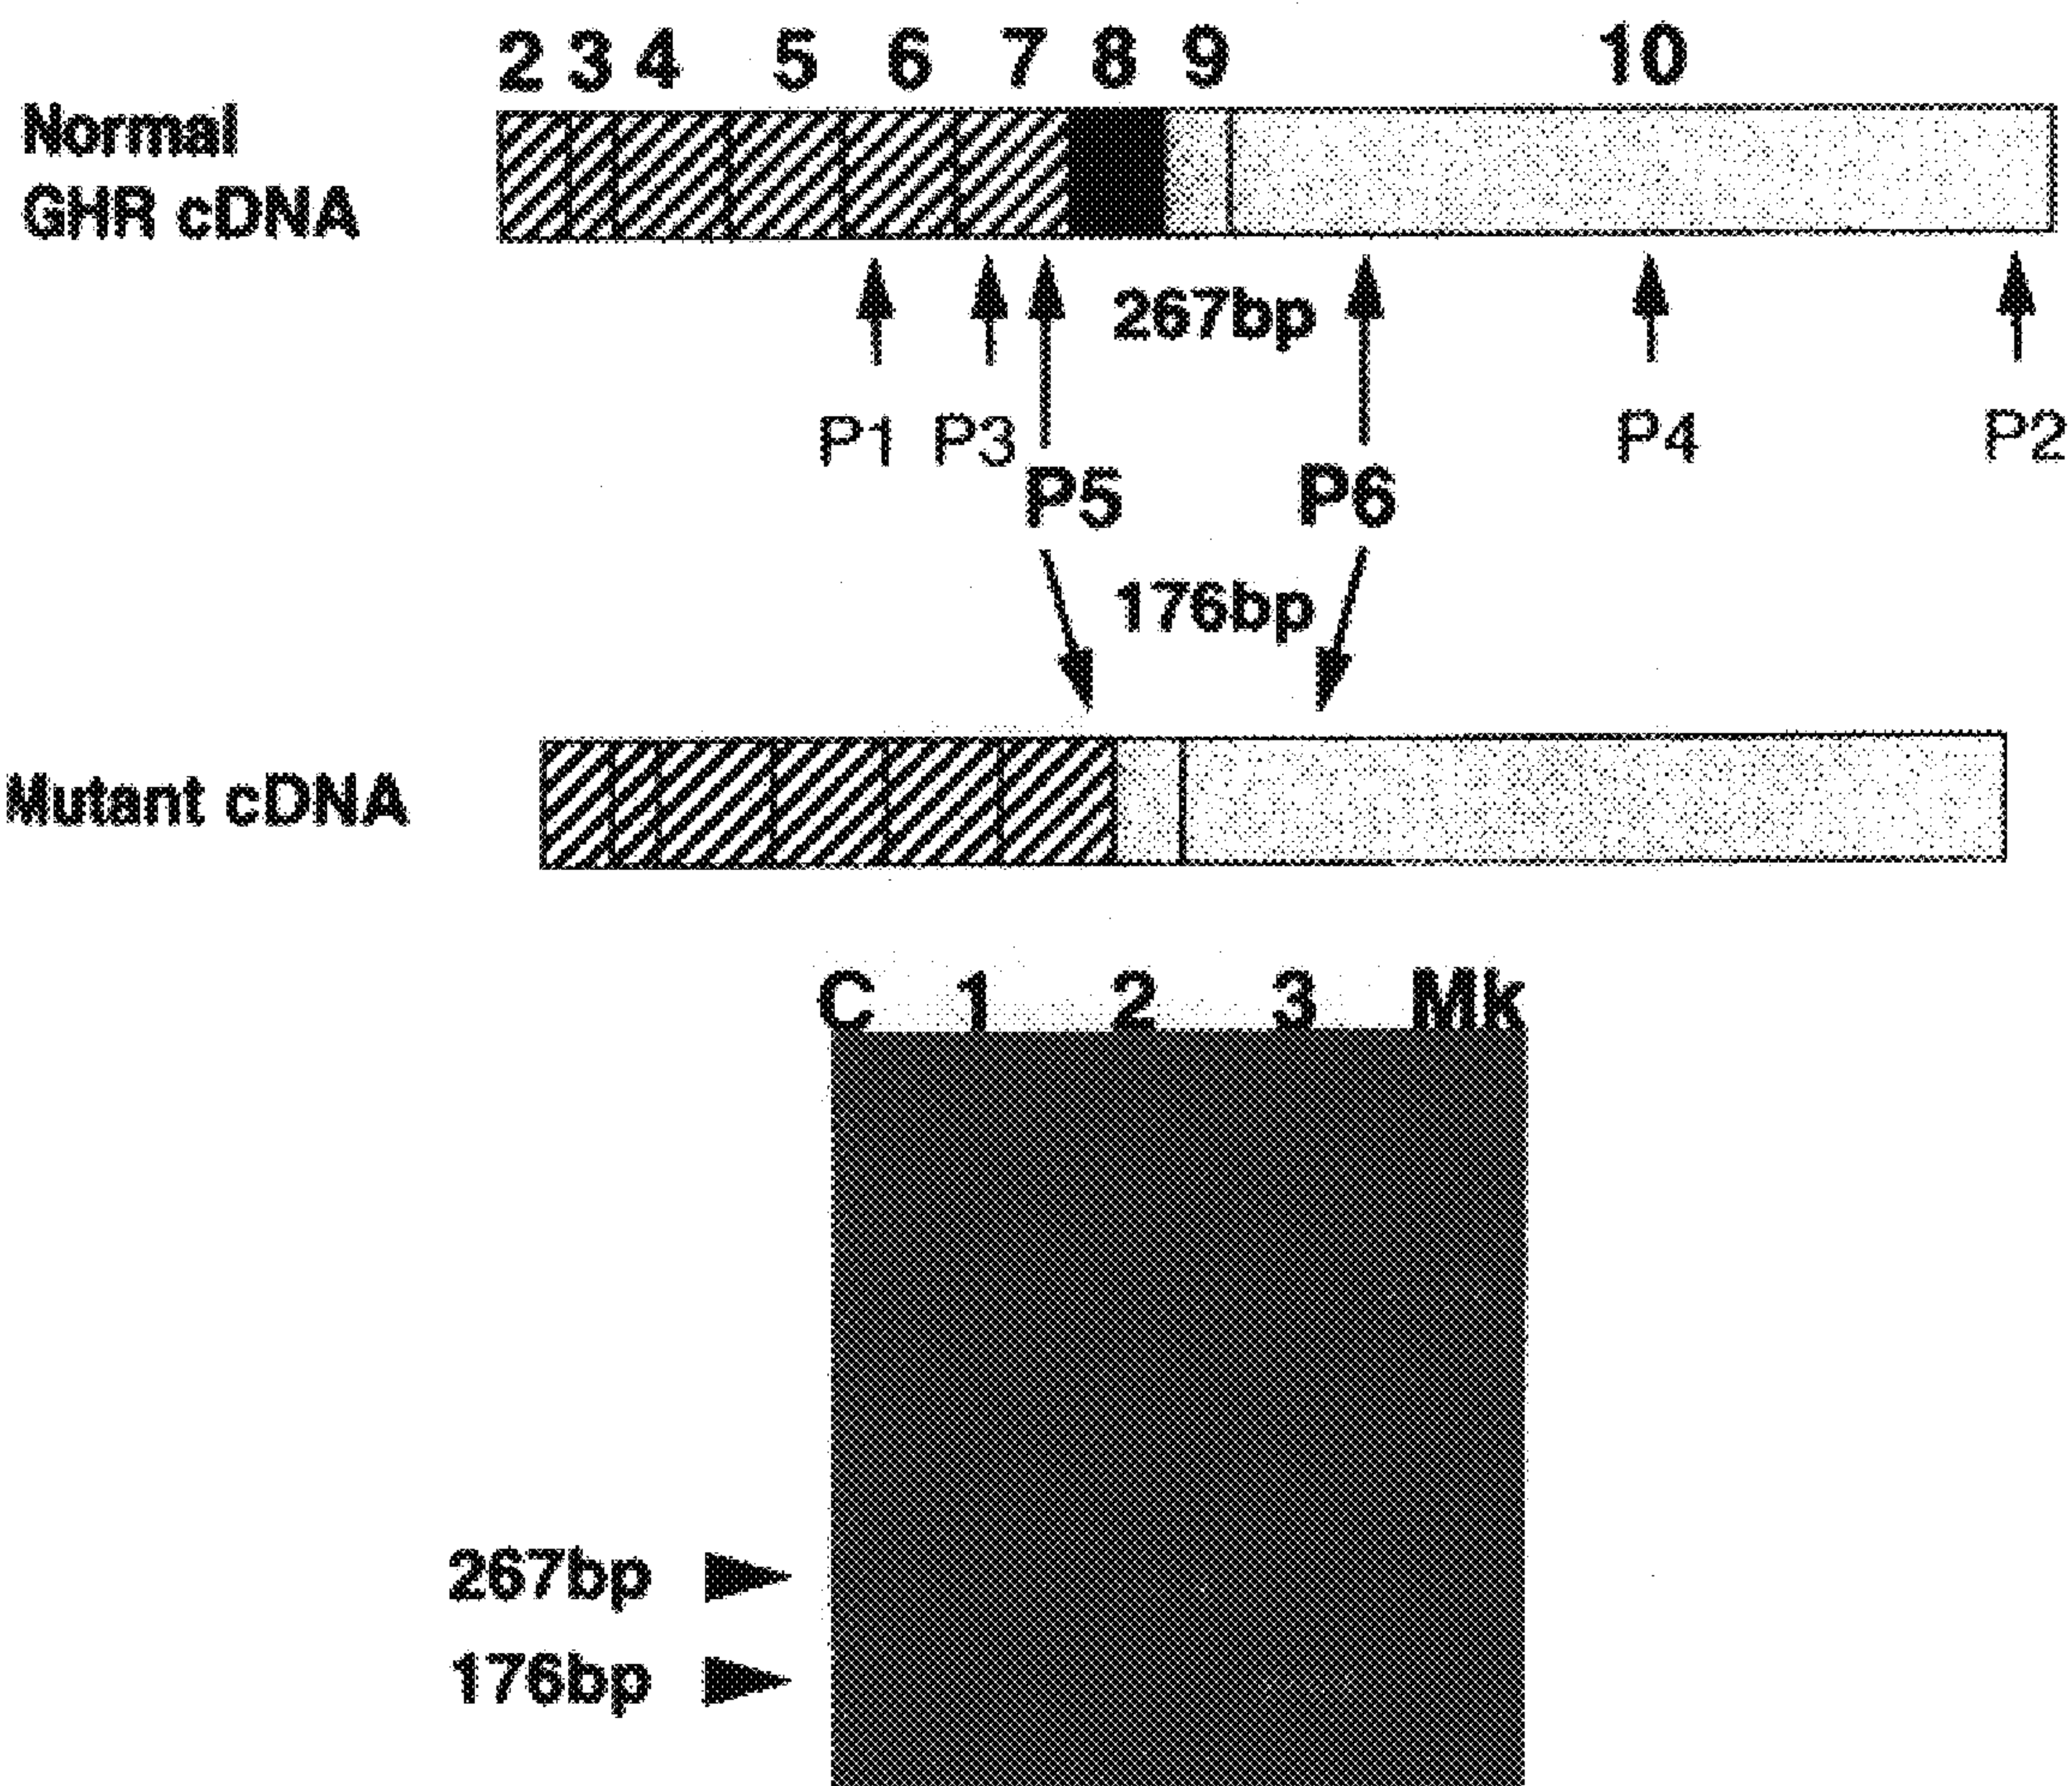 2 3 4 5 6 7 8 9 10
Normal
GHR cDNA
267bp
P1 P3 P4 P2
P5 P6
176bp
Mutant cDNA
C 1 2 3 Mk
267bp
176bp